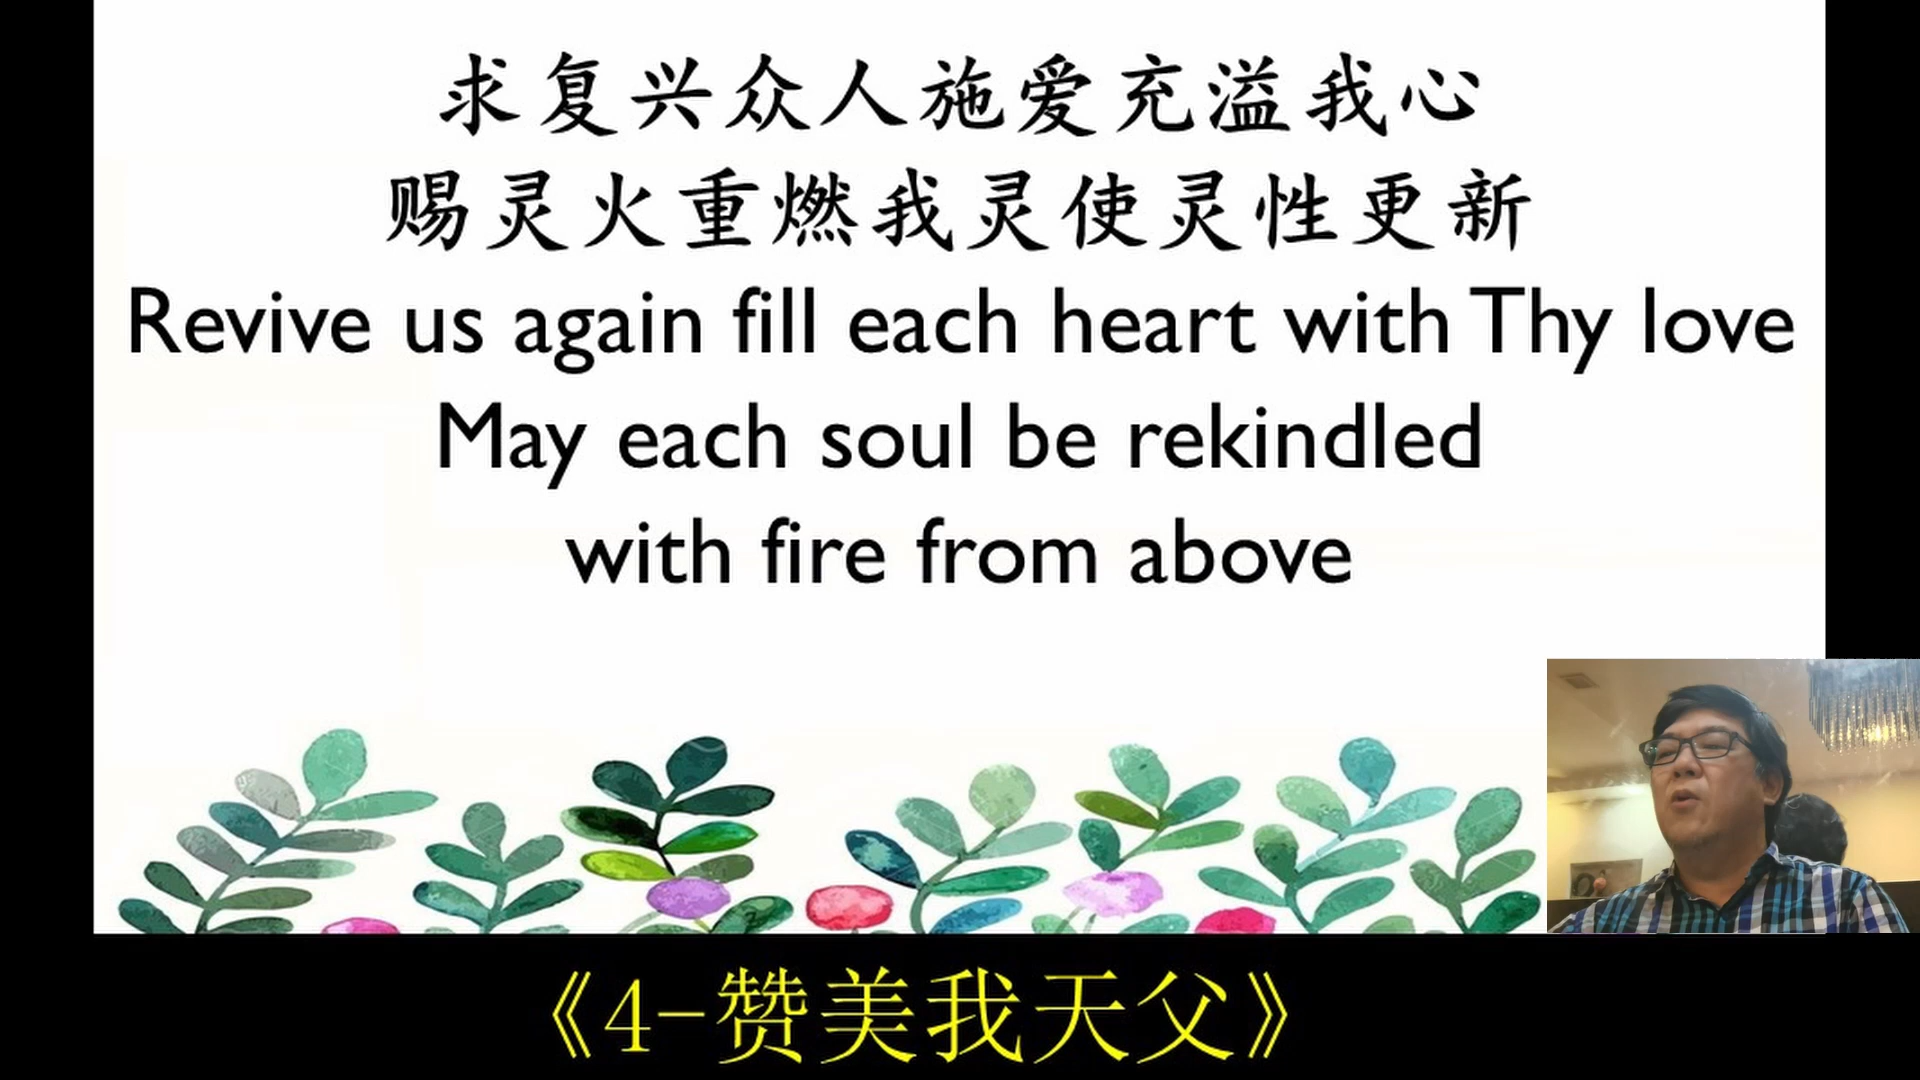 求复兴众人施爱充溢我心
赐灵火重燃我灵使灵性更新
Revive us again fill each heart with Thy love
May each soul be rekindled
with fire from above
《4-赞美我天父》